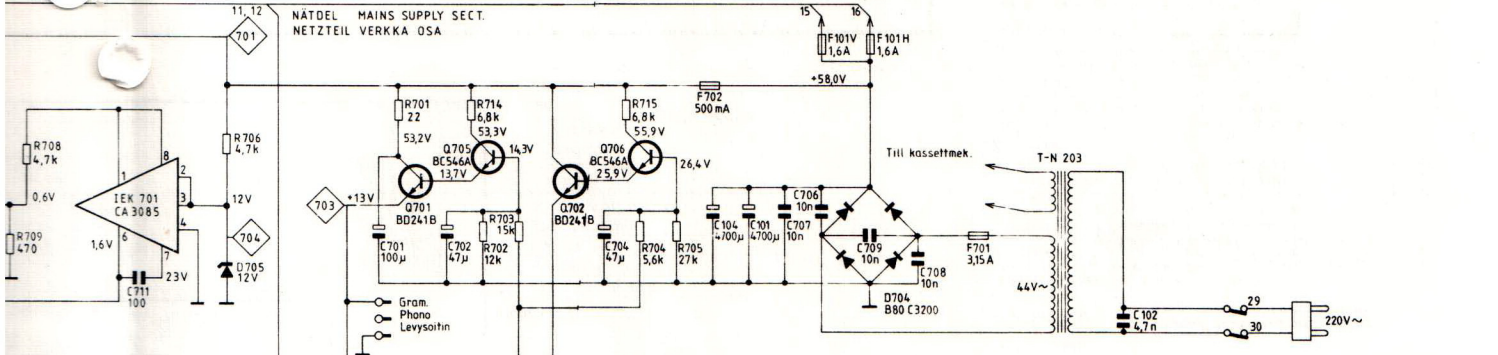 11, 12
NÄTDEL MAINS SUPPLY SECT.
NETZTEIL VERKKA OSA
701
15
16
F101V
1,6A
F101H
1,6A
+58,0V
F702
500 mA
R701
22
R714
6,8k
R715
6,8k
53,2V
53,3V
55,9V
Q705
BC546A
13,7V
14,3V
Q706
BC546A
25,9V
26,4V
R708
4,7k
R706
4,7k
8
1
2
3
4
6
7
IEK 701
CA 3085
0,6V
12V
1,6V
23V
R709
470
C711
100
704
D705
12V
703
+13V
Q701
BD241B
Q702
BD241B
C701
100µ
C702
47µ
R703
15k
R702
12k
C704
47µ
R704
5,6k
R705
27k
C104
4700µ
C101
4700µ
C707
10n
C706
10n
C709
10n
C708
10n
D704
B80 C3200
F701
3,15A
Till kassettmek.
T-N 203
44V~
Gram.
Phono
Levysoitin
C102
4,7n
29
30
220V~